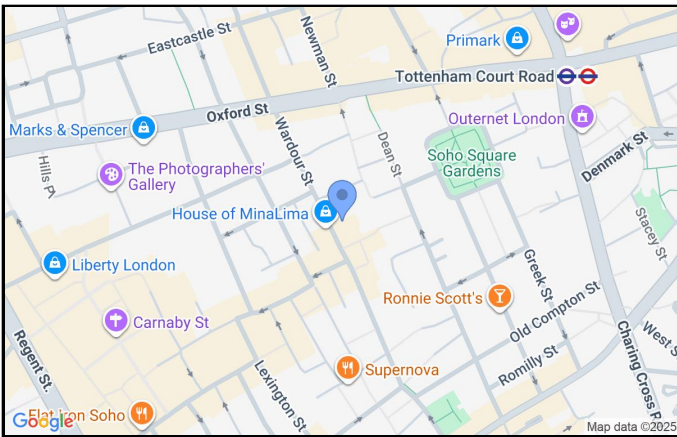 Eastcastle St
Newman St
Primark
Tottenham Court Road
Oxford St
Outernet London
Marks & Spencer
Wardour St
Dean St
Denmark St
Hills Pl
The Photographers'
Gallery
Soho Square
Gardens
House of MinaLima
Stacey St
Liberty London
Greek St
Ronnie Scott's
Carnaby St
Old Compton St
Regent St.
Charing Cross R
West S
Romilly St
Supernova
Lexington St
Flat Iron Soho
Google
Map data ©2025